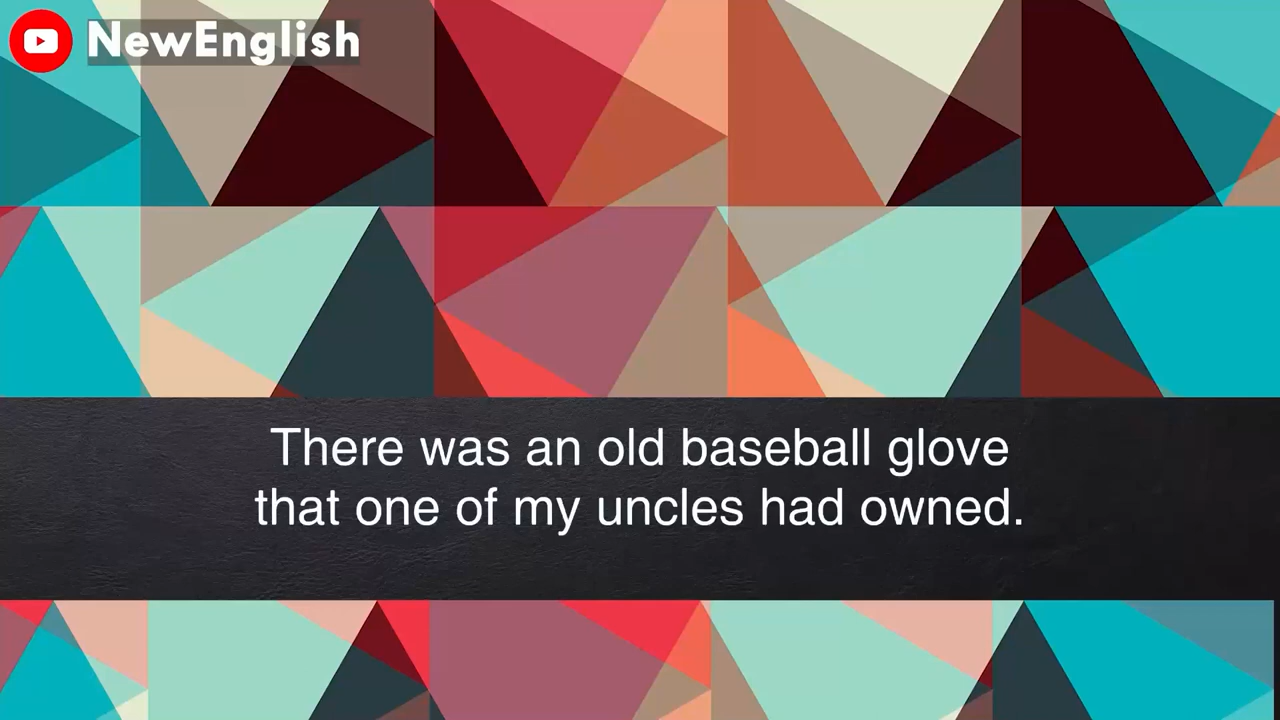 NewEnglish
There was an old baseball glove
that one of my uncles had owned.